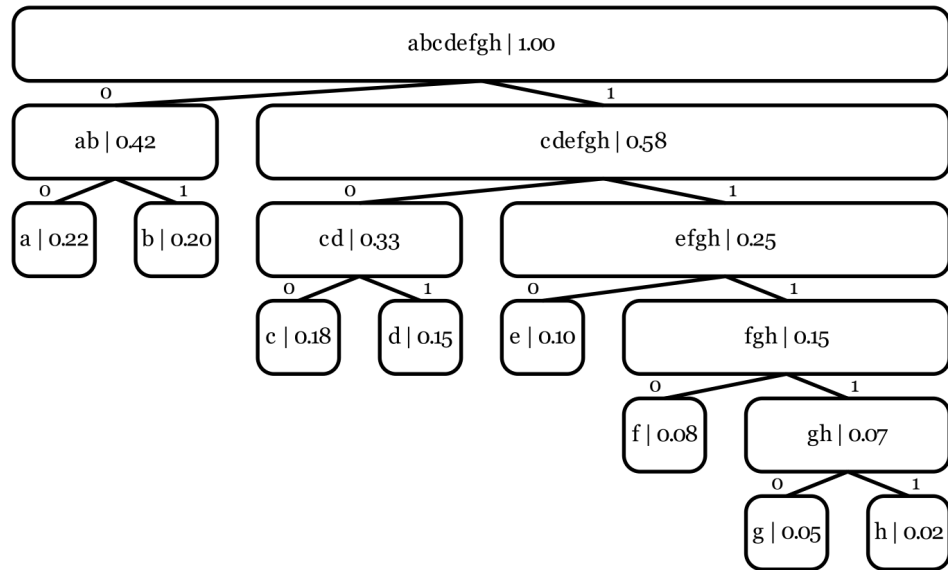 abcdefgh | 1.00
0 1
ab | 0.42 cdefgh | 0.58
0 1 0 1
a | 0.22 b | 0.20 cd | 0.33 efgh | 0.25
0 1 0 1
c | 0.18 d | 0.15 e | 0.10 fgh | 0.15
0 1
f | 0.08 gh | 0.07
0 1
g | 0.05 h | 0.02